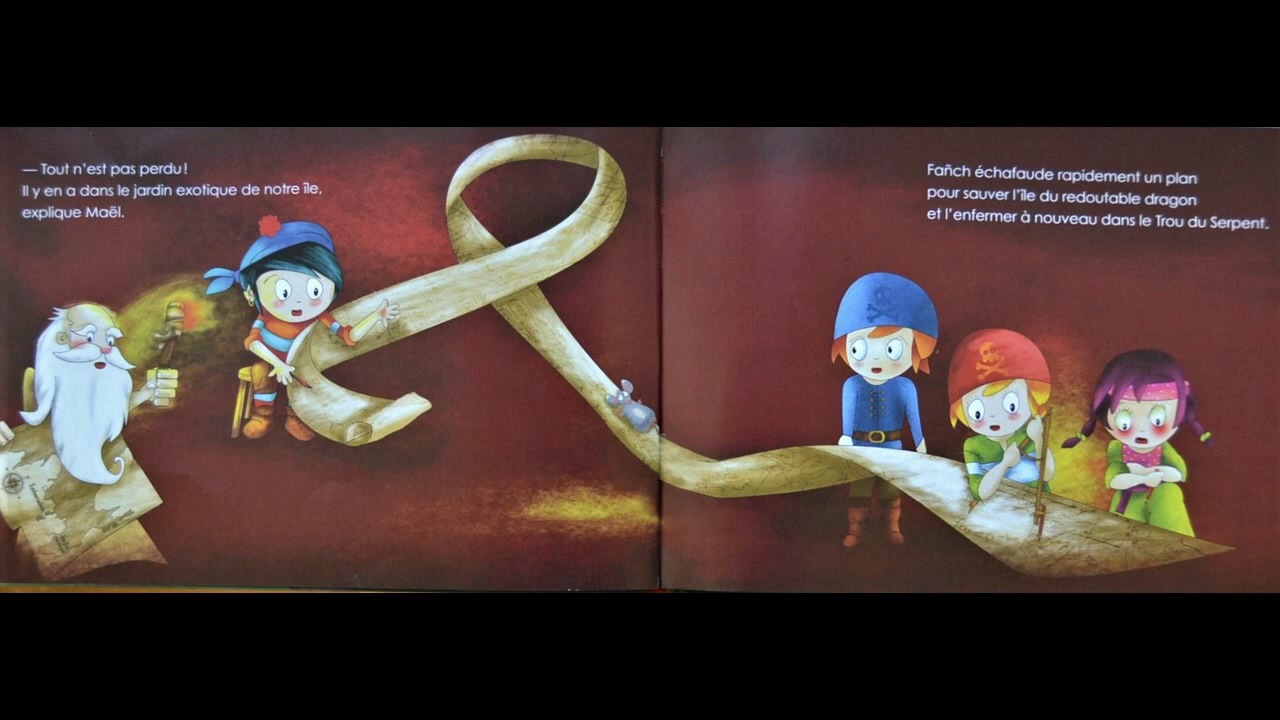 — Tout n'est pas perdu!
Il y en a dans le jardin exotique de notre île,
explique Maël.
Fañch échafaude rapidement un plan
pour sauver l'île du redoutable dragon
et l'enfermer à nouveau dans le Trou du Serpent.